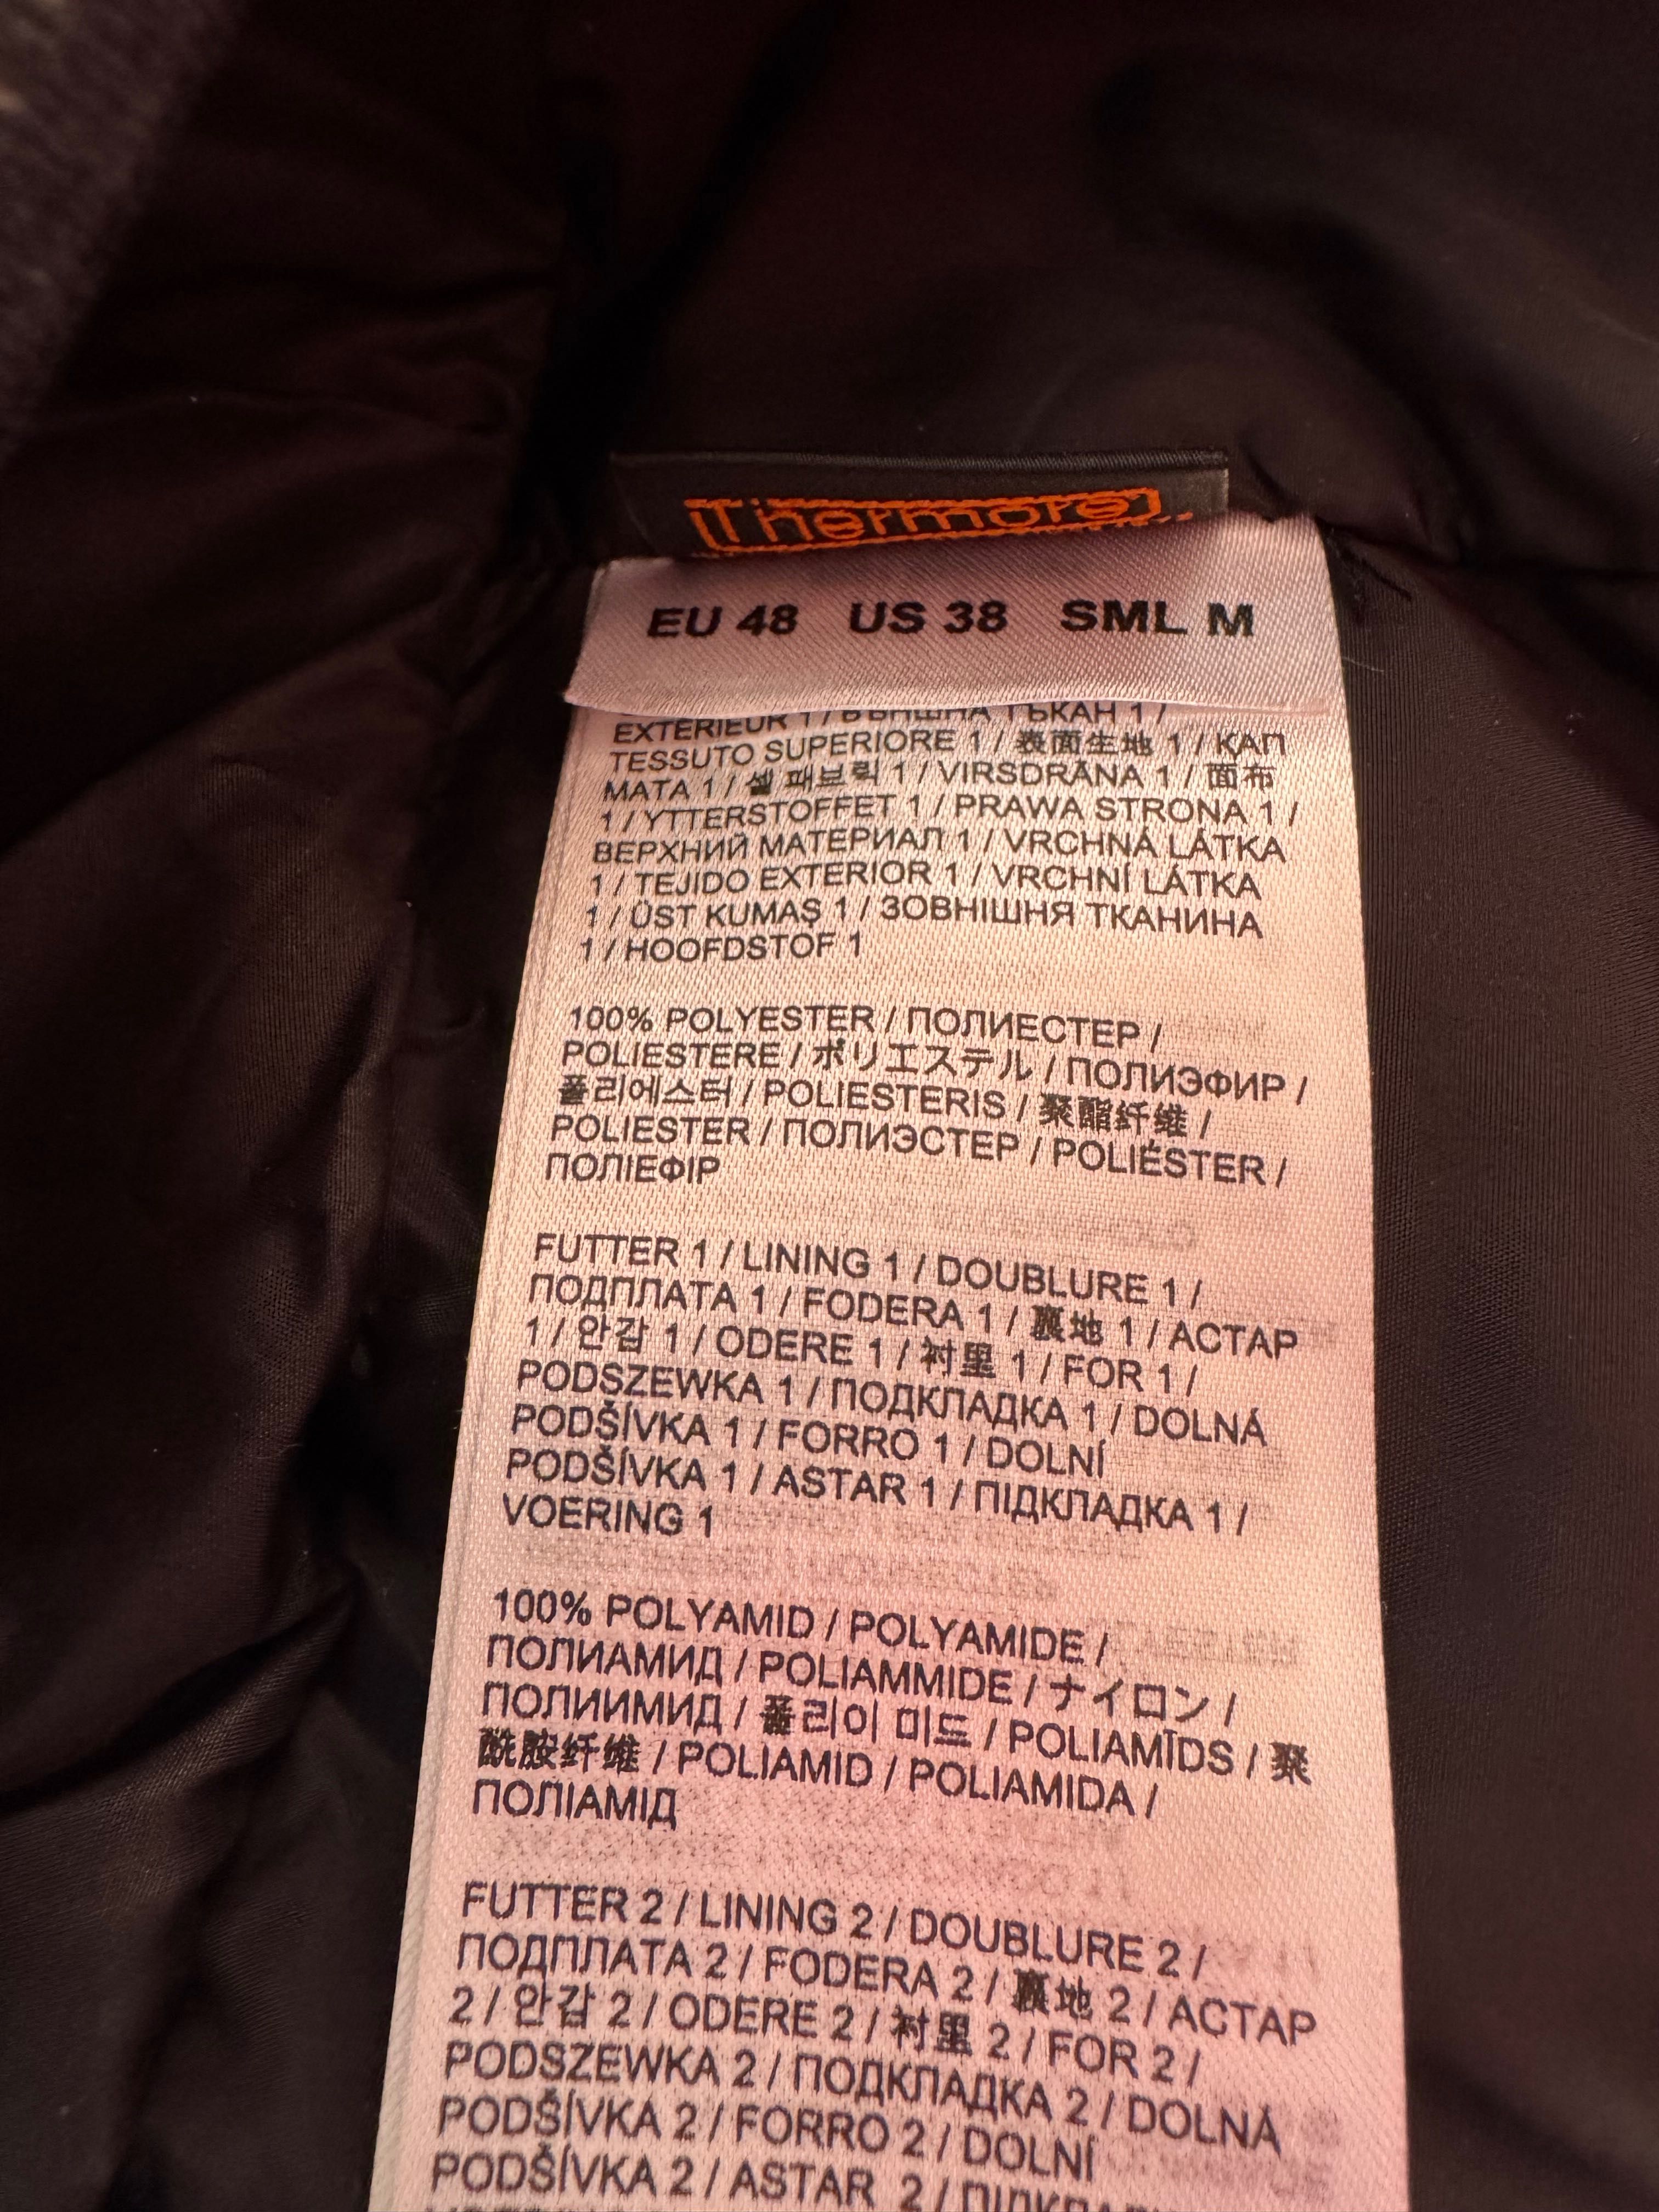 Thermore
EU 48 US 38 SML M
EXTERIEUR 1 / ВЪНШНА ТЪКАН 1 /
TESSUTO SUPERIORE 1 / 表面生地 1 / ҚАП
МАТА 1 / 셸 패브릭 1 / VIRSDRĀNA 1 / 面布
1 / YTTERSTOFFET 1 / PRAWA STRONA 1 /
ВЕРХНИЙ МАТЕРИАЛ 1 / VRCHNÁ LÁTKA
1 / TEJIDO EXTERIOR 1 / VRCHNÍ LÁTKA
1 / ÜST KUMAŞ 1 / ЗОВНІШНЯ ТКАНИНА
1 / HOOFDSTOF 1
100% POLYESTER / ПОЛИЕСТЕР /
POLIESTERE / ポリエステル / ПОЛИЭФИР /
폴리에스터 / POLIESTERIS / 聚酯纤维 /
POLIESTER / ПОЛИЭСТЕР / POLIÉSTER /
ПОЛІЕФІР
FUTTER 1 / LINING 1 / DOUBLURE 1 /
ПОДПЛАТА 1 / FODERA 1 / 裏地 1 / АСТАР
1 / 안감 1 / ODERE 1 / 衬里 1 / FOR 1 /
PODSZEWKA 1 / ПОДКЛАДКА 1 / DOLNÁ
PODŠÍVKA 1 / FORRO 1 / DOLNÍ
PODŠÍVKA 1 / ASTAR 1 / ПІДКЛАДКА 1 /
VOERING 1
100% POLYAMID / POLYAMIDE /
ПОЛИАМИД / POLIAMMIDE / ナイロン /
ПОЛИИМИД / 폴리이 미드 / POLIAMĪDS / 聚
酰胺纤维 / POLIAMID / POLIAMIDA /
ПОЛІАМІД
FUTTER 2 / LINING 2 / DOUBLURE 2 /
ПОДПЛАТА 2 / FODERA 2 / 裏地 2 / АСТАР
2 / 안감 2 / ODERE 2 / 衬里 2 / FOR 2 /
PODSZEWKA 2 / ПОДКЛАДКА 2 / DOLNÁ
PODŠÍVKA 2 / FORRO 2 / DOLNÍ
PODŠÍVKA 2 / ASTAR 2 /